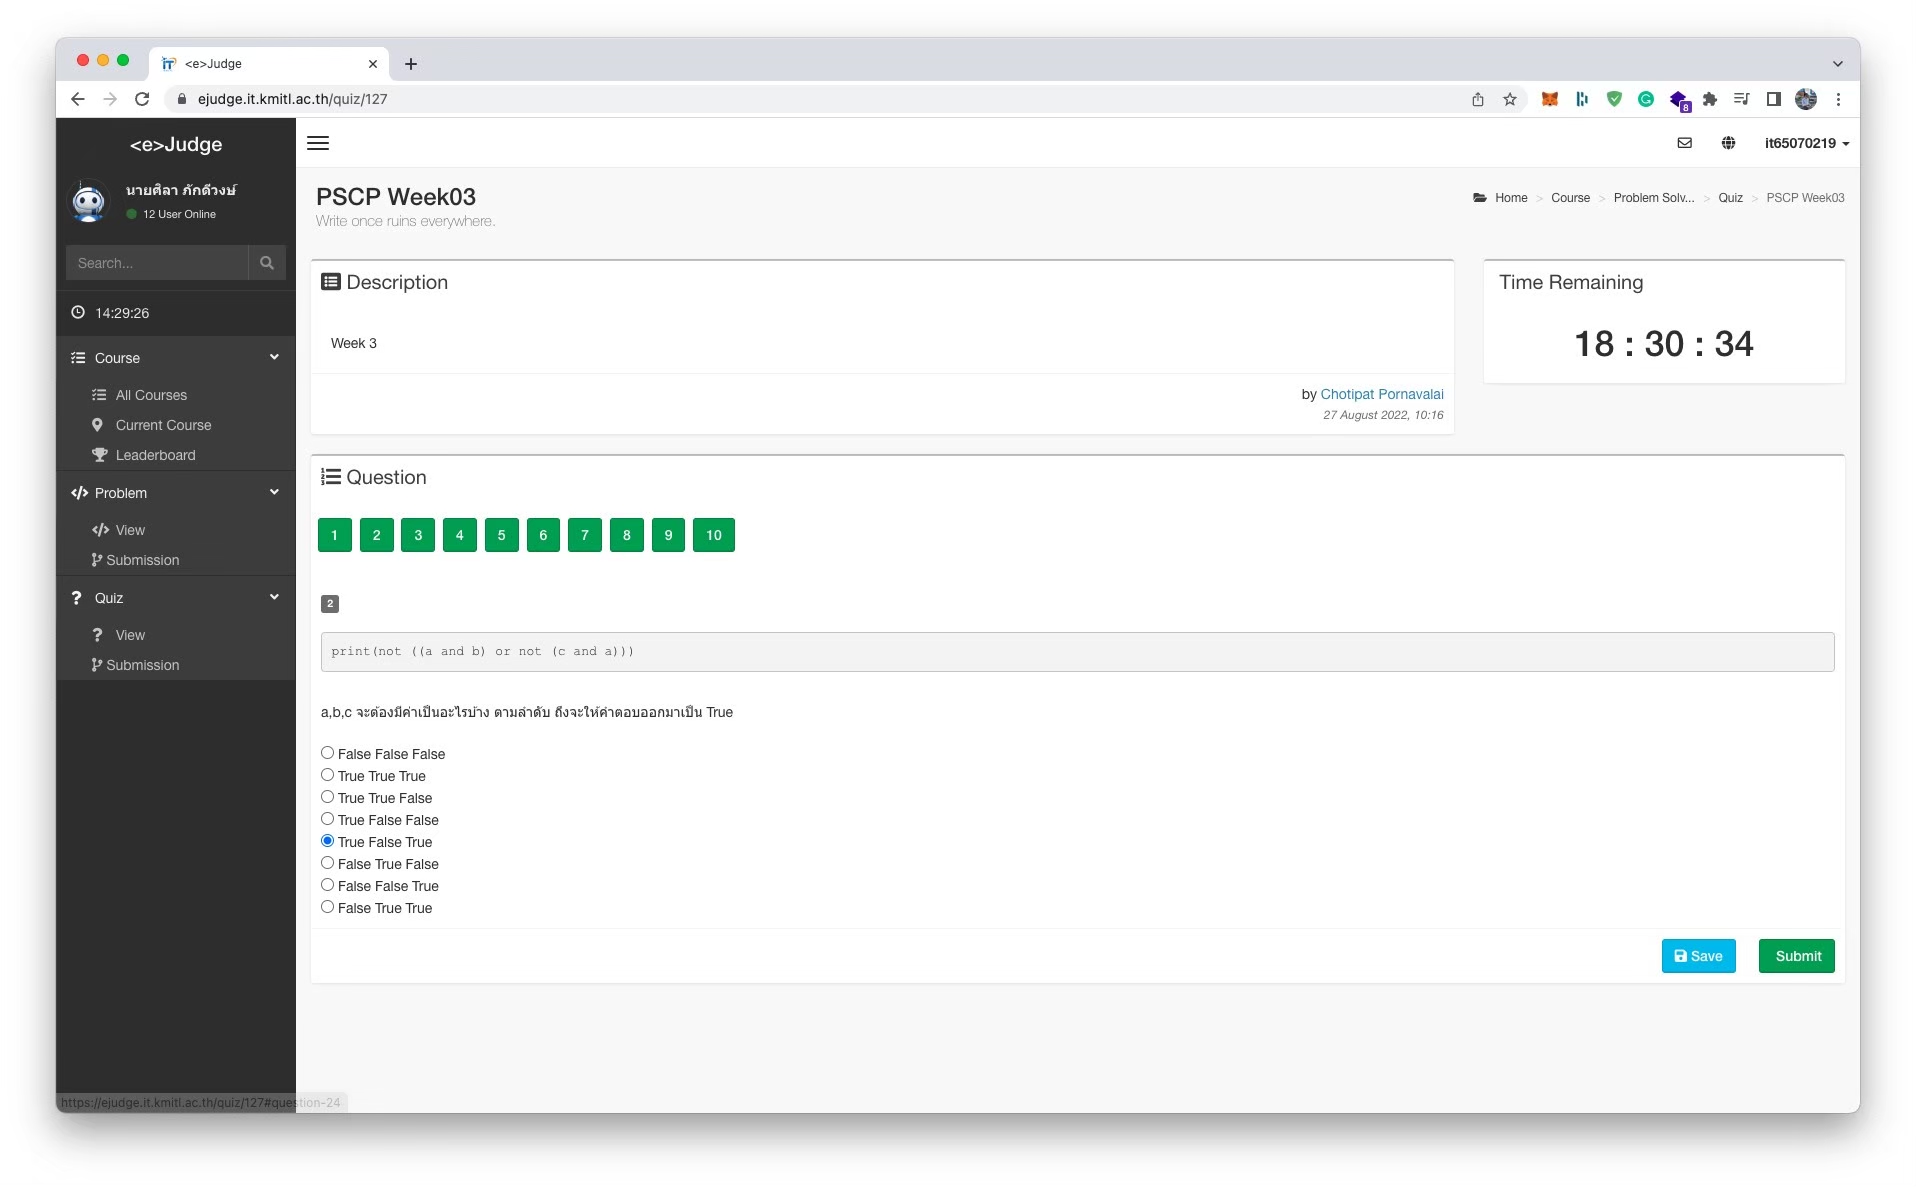 <e>Judge
ejudge.it.kmitl.ac.th/quiz/127
8
<e>Judge
it65070219
นายศิลา ภักดีวงษ์
12 User Online
Search...
14:29:26
Course
All Courses
Current Course
Leaderboard
Problem
View
Submission
Quiz
View
Submission
PSCP Week03
Write once ruins everywhere.
Home > Course > Problem Solv... > Quiz > PSCP Week03
Description
Week 3
by Chotipat Pornavalai
27 August 2022, 10:16
Time Remaining
18 : 30 : 34
Question
1 2 3 4 5 6 7 8 9 10
2
print(not ((a and b) or not (c and a)))
a,b,c จะต้องมีค่าเป็นอะไรบ้าง ตามลำดับ ถึงจะให้คำตอบออกมาเป็น True
False False False
True True True
True True False
True False False
True False True
False True False
False False True
False True True
Save Submit
https://ejudge.it.kmitl.ac.th/quiz/127#question-24